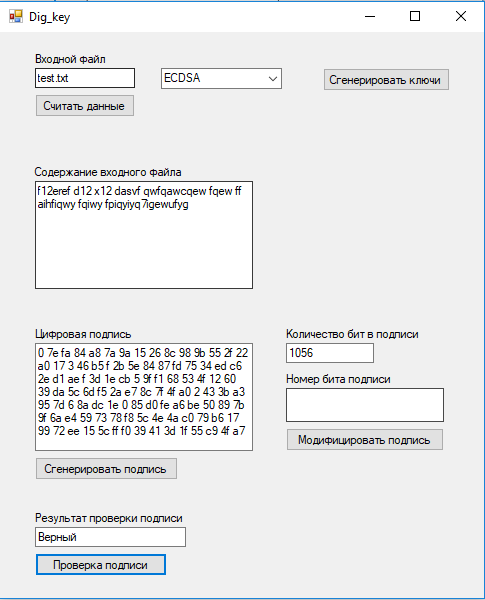 Dig_key
Входной файл
test.txt
ECDSA
Сгенерировать ключи
Считать данные
Содержание входного файла
f12eref d12 x12 dasvf qwfqawcqew fqew ff
aihfiqwy fqiwy fpiqyiyq7igewufyg
Цифровая подпись
0 7e fa 84 a8 7a 9a 15 26 8c 98 9b 55 2f 22
a0 17 3 46 b5 f 2b 5e 84 87 fd 75 34 ed c6
2e d1 ae f 3d 1e cb 5 9f f1 68 53 4f 12 60
39 da 5c 6d f5 2a e7 8c 7f 4f a0 2 43 3b a3
95 7d 6 8a dc 1e 0 85 d0 fe a6 be 50 89 7b
9f 6a e4 59 73 78 f8 5c 4e 4a c0 79 b6 17
99 72 ee 15 5c ff f0 39 41 3d 1f 55 c9 4f a7
Количество бит в подписи
1056
Номер бита подписи
Модифицировать подпись
Сгенерировать подпись
Результат проверки подписи
Верный
Проверка подписи